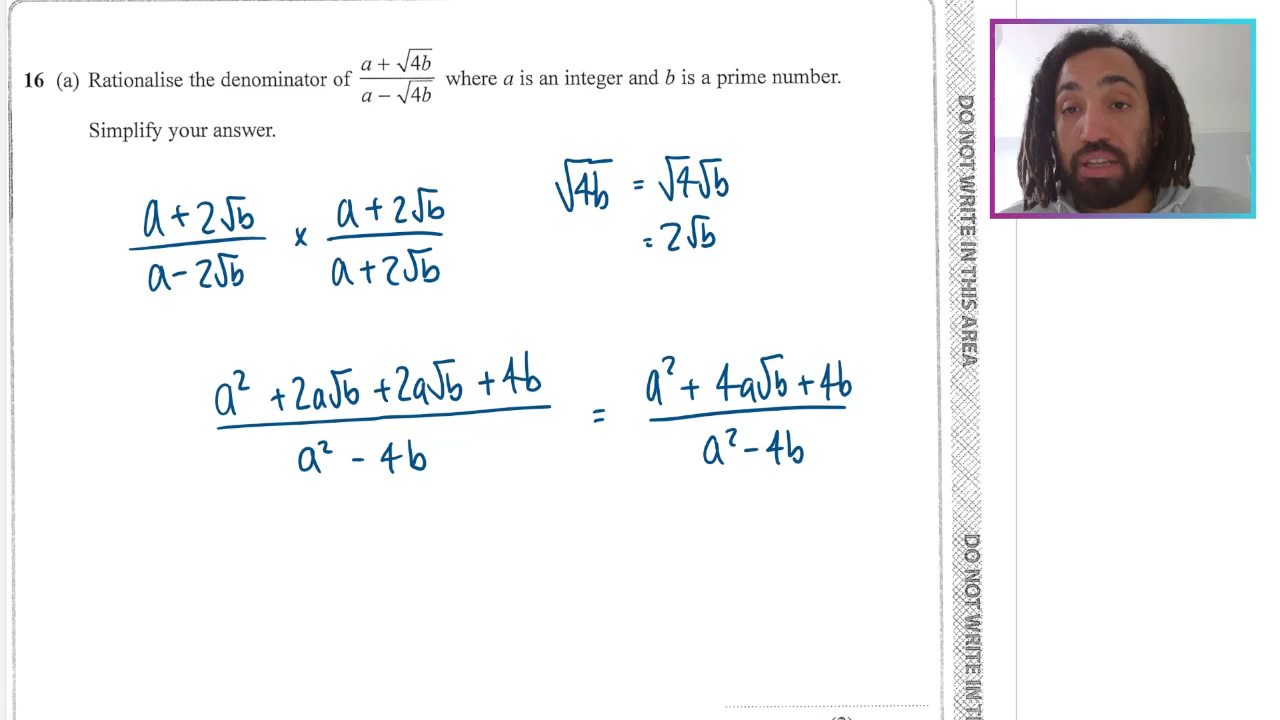 16 (a) Rationalise the denominator of (a + √4b)/(a − √4b) where a is an integer and b is a prime number.
Simplify your answer.
(a + 2√b)/(a - 2√b) × (a + 2√b)/(a + 2√b)
√4b = √4√b
= 2√b
(a² + 2a√b + 2a√b + 4b)/(a² - 4b) = (a² + 4a√b + 4b)/(a² - 4b)
DO NOT WRITE IN THIS AREA
DO NOT WRITE IN T